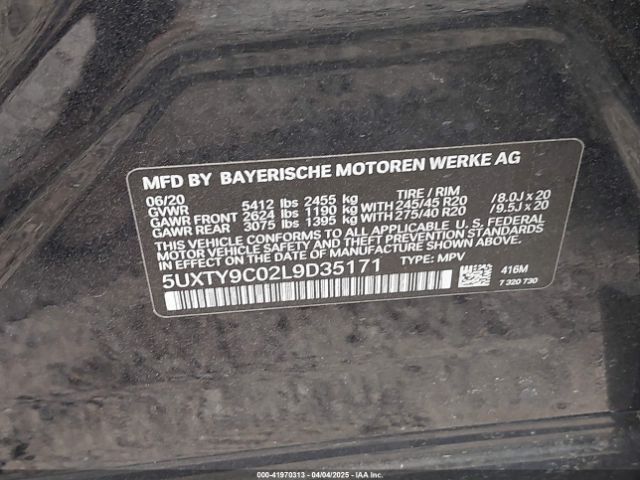 MFD BY BAYERISCHE MOTOREN WERKE AG
06/20 TIRE / RIM
GVWR 5412 lbs 2455 kg
GAWR FRONT 2624 lbs 1190 kg WITH 245/45 R20 / 8.0J x 20
GAWR REAR 3075 lbs 1395 kg WITH 275/40 R20 / 9.5J x 20
THIS VEHICLE CONFORMS TO ALL APPLICABLE U.S. FEDERAL
MOTOR VEHICLE SAFETY AND THEFT PREVENTION STANDARDS
IN EFFECT ON THE DATE OF MANUFACTURE SHOWN ABOVE.
5UXTY9C02L9D35171 TYPE: MPV
416M
7 320 730
000-41970313 - 04/04/2025 - IAAI.COM